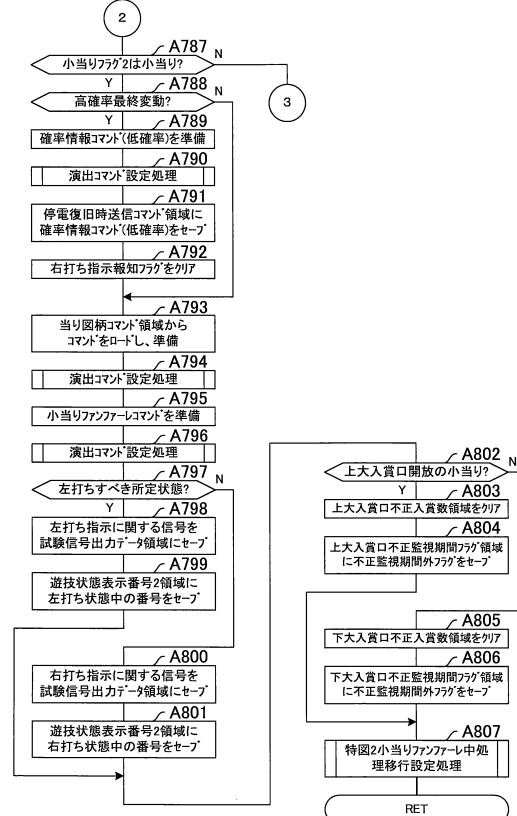 2
A787
小当りフラグ2は小当り?
N
Y
A788
3
高確率最終変動?
N
Y
A789
確率情報コマンド(低確率)を準備
A790
演出コマンド設定処理
A791
停電復旧時送信コマンド領域に
確率情報コマンド(低確率)をセーブ
A792
右打ち指示報知フラグをクリア
A793
当り図柄コマンド領域から
コマンドをロードし、準備
A794
演出コマンド設定処理
A795
小当りファンファーレコマンドを準備
A796
演出コマンド設定処理
A797
左打ちすべき所定状態?
N
Y
A798
左打ち指示に関する信号を
試験信号出力データ領域にセーブ
A799
遊技状態表示番号2領域に
左打ち状態中の番号をセーブ
A800
右打ち指示に関する信号を
試験信号出力データ領域にセーブ
A801
遊技状態表示番号2領域に
右打ち状態中の番号をセーブ
A802
上大入賞口開放の小当り?
N
Y
A803
上大入賞口不正入賞数領域をクリア
A804
上大入賞口不正監視期間フラグ領域
に不正監視期間外フラグをセーブ
A805
下大入賞口不正入賞数領域をクリア
A806
下大入賞口不正監視期間フラグ領域
に不正監視期間外フラグをセーブ
A807
特図2小当りファンファーレ中処
理移行設定処理
RET